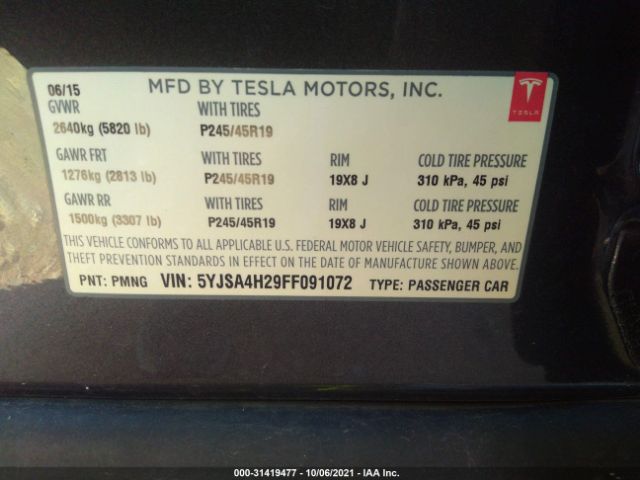 06/15 MFD BY TESLA MOTORS, INC.
GVWR WITH TIRES TESLA
2640kg (5820 lb) P245/45R19
GAWR FRT WITH TIRES RIM COLD TIRE PRESSURE
1276kg (2813 lb) P245/45R19 19X8 J 310 kPa, 45 psi
GAWR RR WITH TIRES RIM COLD TIRE PRESSURE
1500kg (3307 lb) P245/45R19 19X8 J 310 kPa, 45 psi
THIS VEHICLE CONFORMS TO ALL APPLICABLE U.S. FEDERAL MOTOR VEHICLE SAFETY, BUMPER, AND
THEFT PREVENTION STANDARDS IN EFFECT ON THE DATE OF MANUFACTURE SHOWN ABOVE.
PNT: PMNG VIN: 5YJSA4H29FF091072 TYPE: PASSENGER CAR
000-31419477 - 10/06/2021 - IAA Inc.